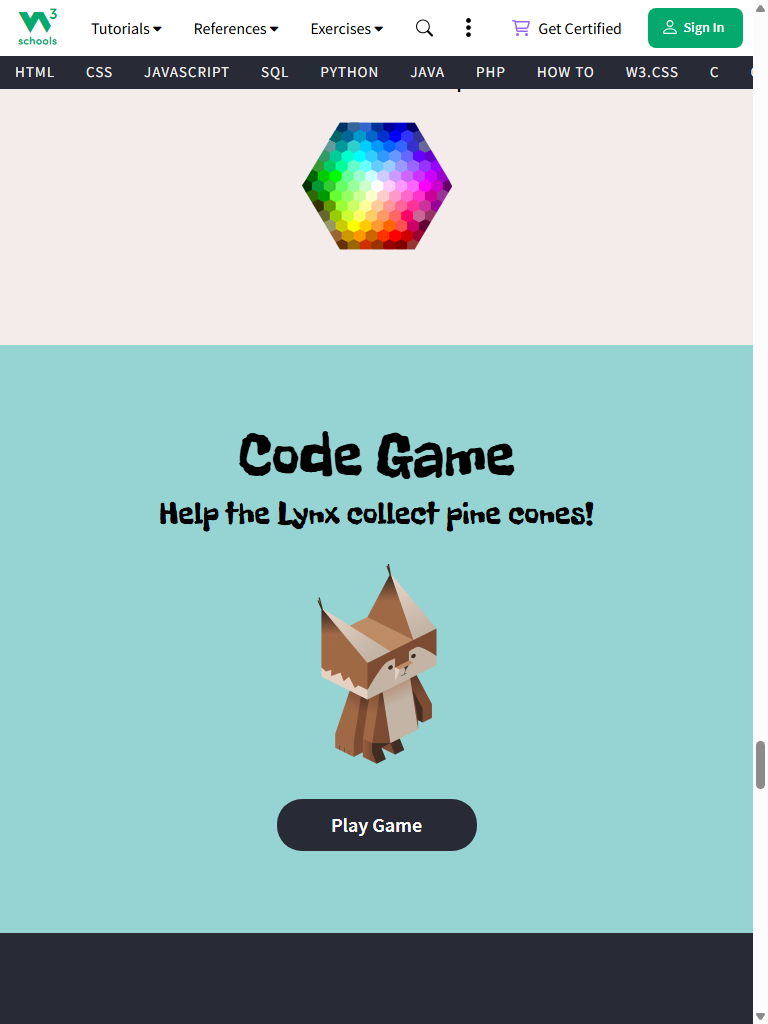 3
schools
Tutorials
References
Exercises
Get Certified
Sign In
HTML
CSS
JAVASCRIPT
SQL
PYTHON
JAVA
PHP
HOW TO
W3.CSS
C
Code Game
Help the Lynx collect pine cones!
Play Game